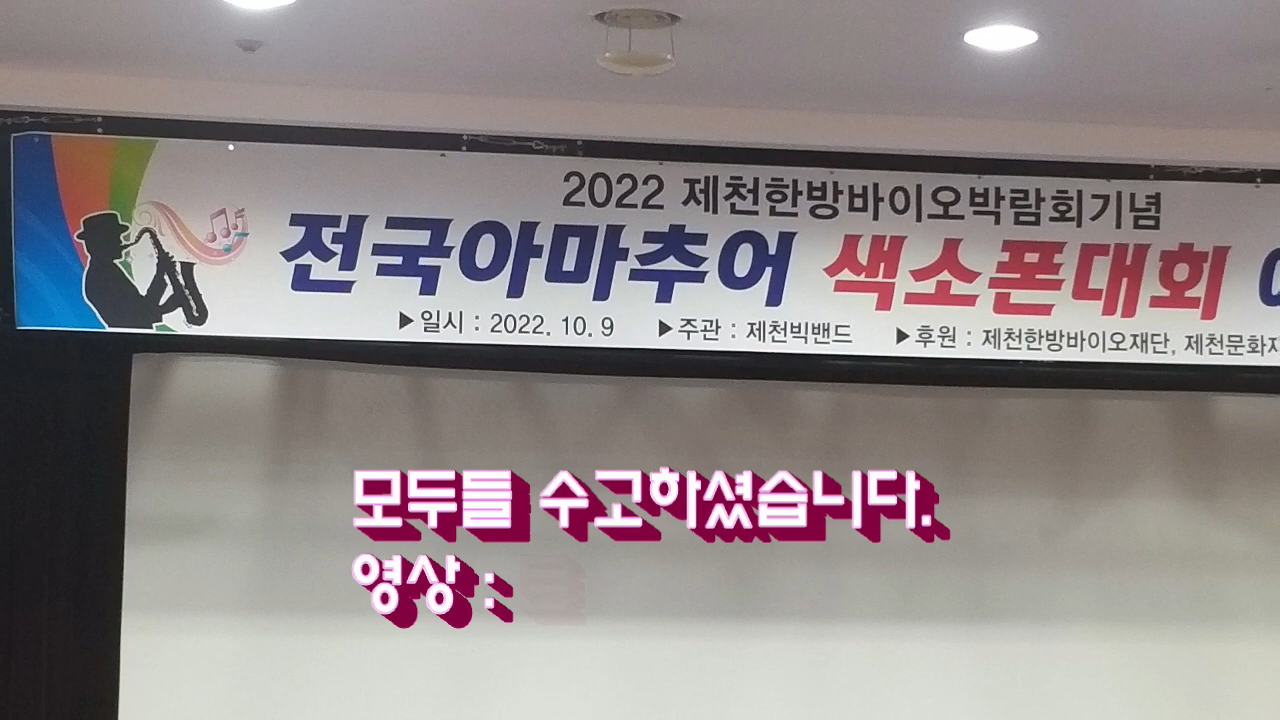 2022 제천한방바이오박람회기념
전국아마추어 색소폰대회
▶일시 : 2022. 10. 9 ▶주관 : 제천빅밴드 ▶후원 : 제천한방바이오재단, 제천문화재
모두들 수고하셨습니다.
영상 :